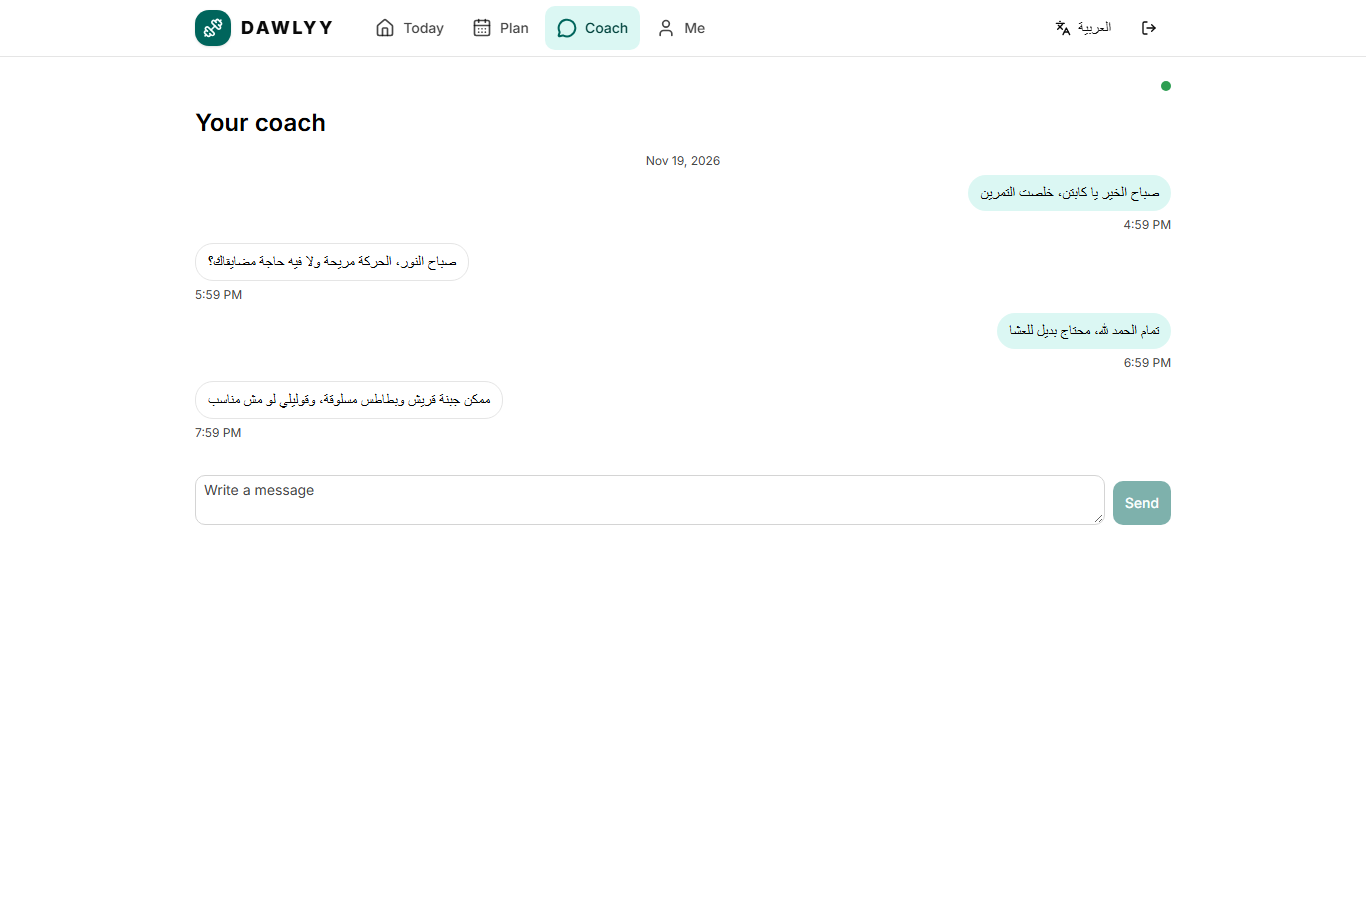 DAWLYY
Today
Plan
Coach
Me
العربية
Your coach
Nov 19, 2026
صباح الخير يا كابتن، خلصت التمرين
4:59 PM
صباح النور، الحركة مريحة ولا فيه حاجة مضايقاك؟
5:59 PM
تمام الحمد لله، محتاج بديل للعشا
6:59 PM
ممكن جبنة قريش وبطاطس مسلوقة، وقوليلي لو مش مناسب
7:59 PM
Write a message
Send